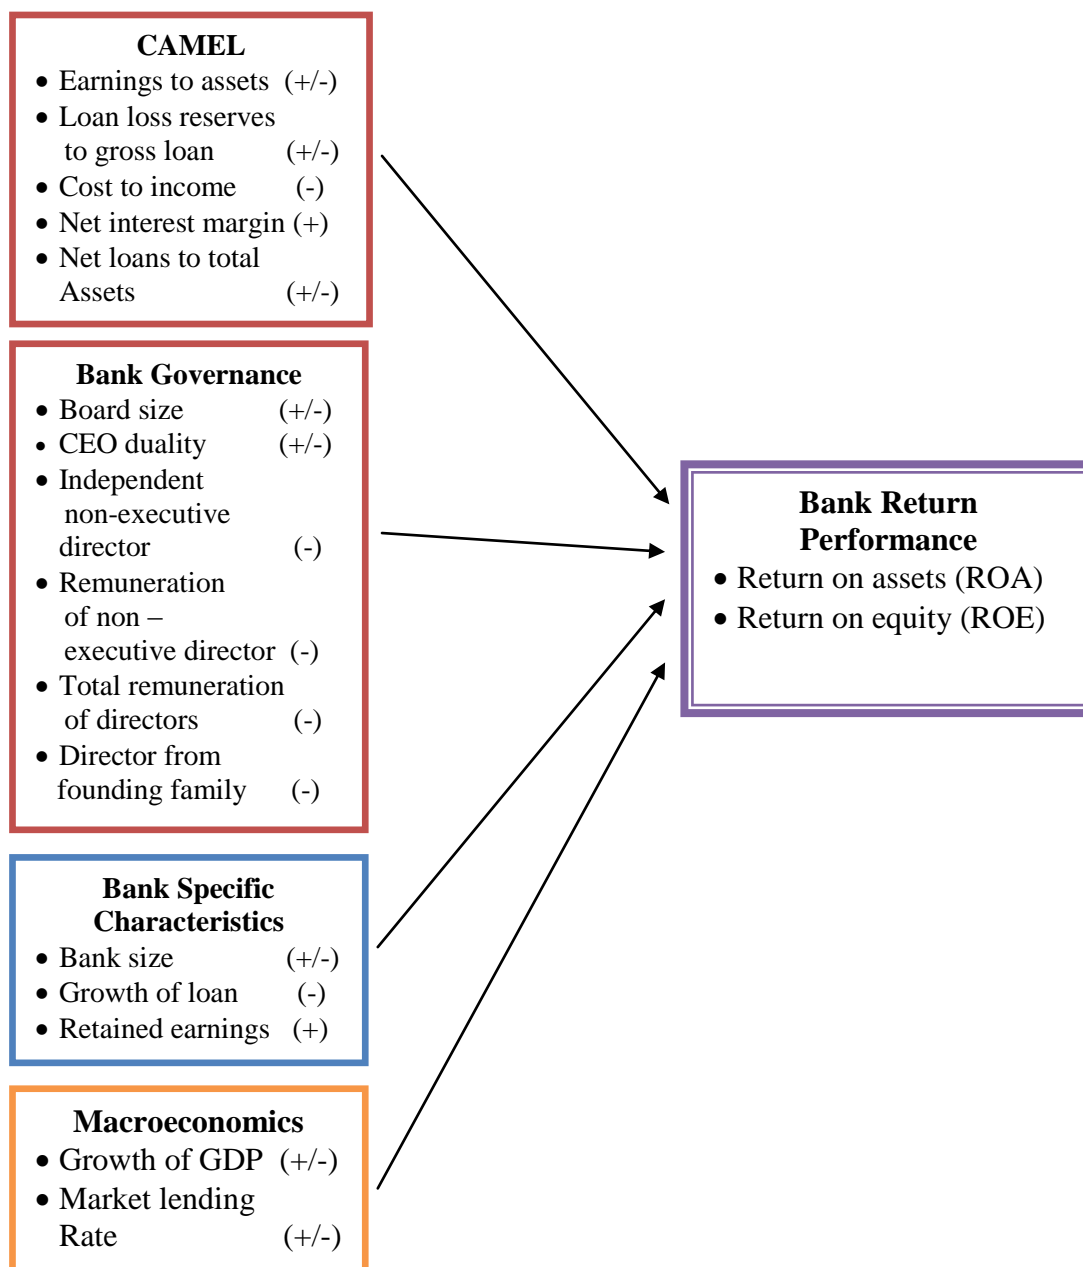 CAMEL
• Earnings to assets (+/-)
• Loan loss reserves
to gross loan (+/-)
• Cost to income (-)
• Net interest margin (+)
• Net loans to total
Assets (+/-)
Bank Governance
• Board size (+/-)
• CEO duality (+/-)
• Independent
non-executive
director (-)
• Remuneration
of non –
executive director (-)
• Total remuneration
of directors (-)
• Director from
founding family (-)
Bank Specific
Characteristics
• Bank size (+/-)
• Growth of loan (-)
• Retained earnings (+)
Macroeconomics
• Growth of GDP (+/-)
• Market lending
Rate (+/-)
Bank Return
Performance
• Return on assets (ROA)
• Return on equity (ROE)